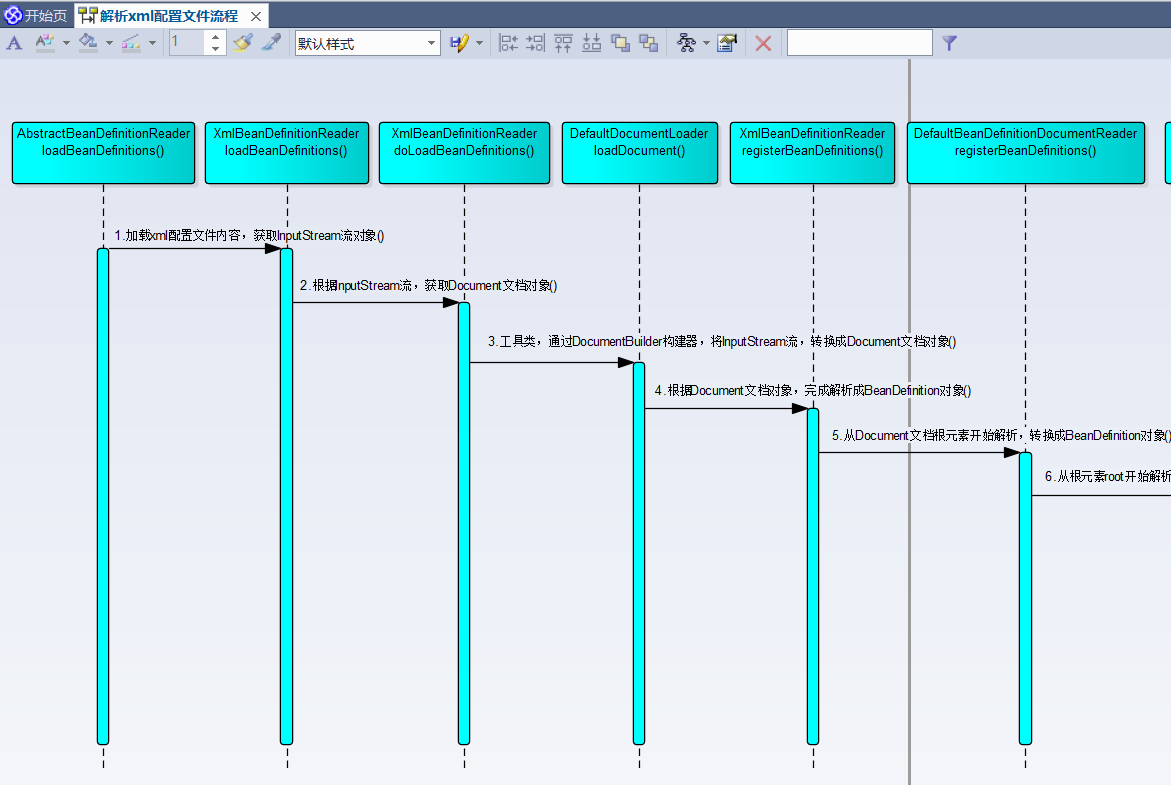 开始页
解析xml配置文件流程
A
1
默认样式
AbstractBeanDefinitionReader
loadBeanDefinitions()
XmlBeanDefinitionReader
loadBeanDefinitions()
XmlBeanDefinitionReader
doLoadBeanDefinitions()
DefaultDocumentLoader
loadDocument()
XmlBeanDefinitionReader
registerBeanDefinitions()
DefaultBeanDefinitionDocumentReader
registerBeanDefinitions()
1.加载xml配置文件内容，获取InputStream流对象()
2.根据InputStream流，获取Document文档对象()
3.工具类，通过DocumentBuilder构建器，将InputStream流，转换成Document文档对象()
4.根据Document文档对象，完成解析成BeanDefinition对象()
5.从Document文档根元素开始解析，转换成BeanDefinition对象()
6.从根元素root开始解析